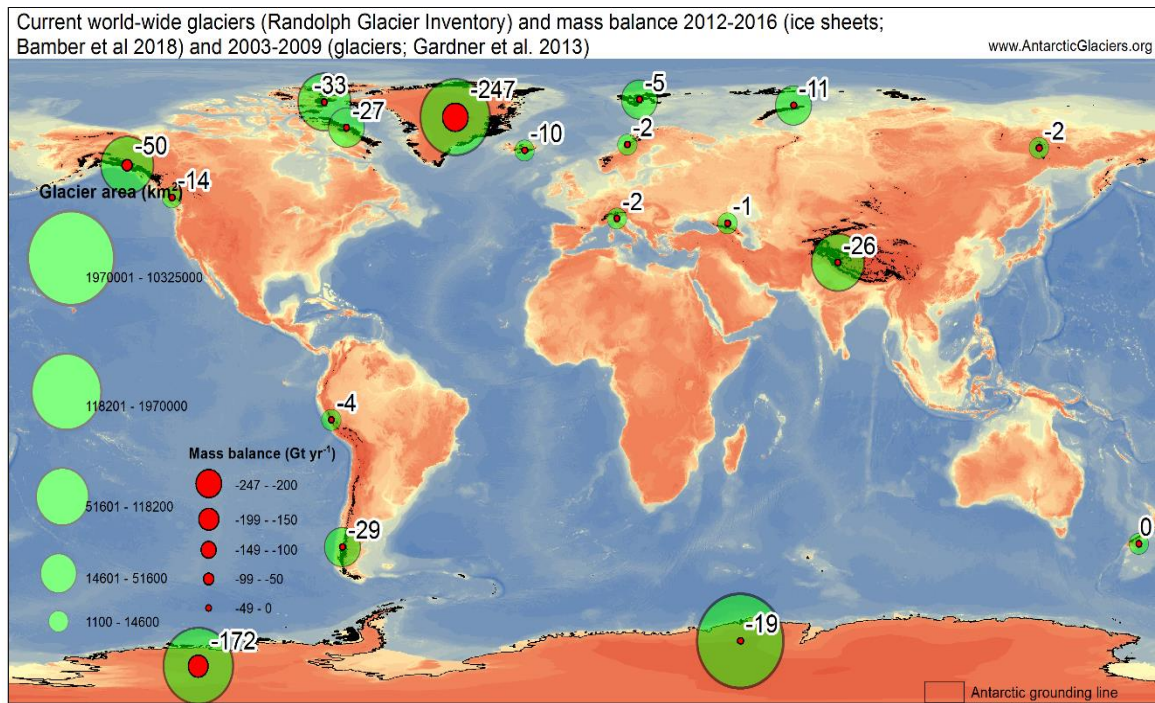 Current world-wide glaciers (Randolph Glacier Inventory) and mass balance 2012-2016 (ice sheets;
Bamber et al 2018) and 2003-2009 (glaciers; Gardner et al. 2013)
www.AntarcticGlaciers.org
-33
-247
-5
-11
-27
-10
-2
-2
-50
-14
-2
-1
-26
Glacier area (km²)
1970001 - 10325000
118201 - 1970000
51601 - 118200
14601 - 51600
1100 - 14600
-4
Mass balance (Gt yr⁻¹)
-247 - -200
-199 - -150
-149 - -100
-99 - -50
-49 - 0
-29
0
-172
-19
Antarctic grounding line